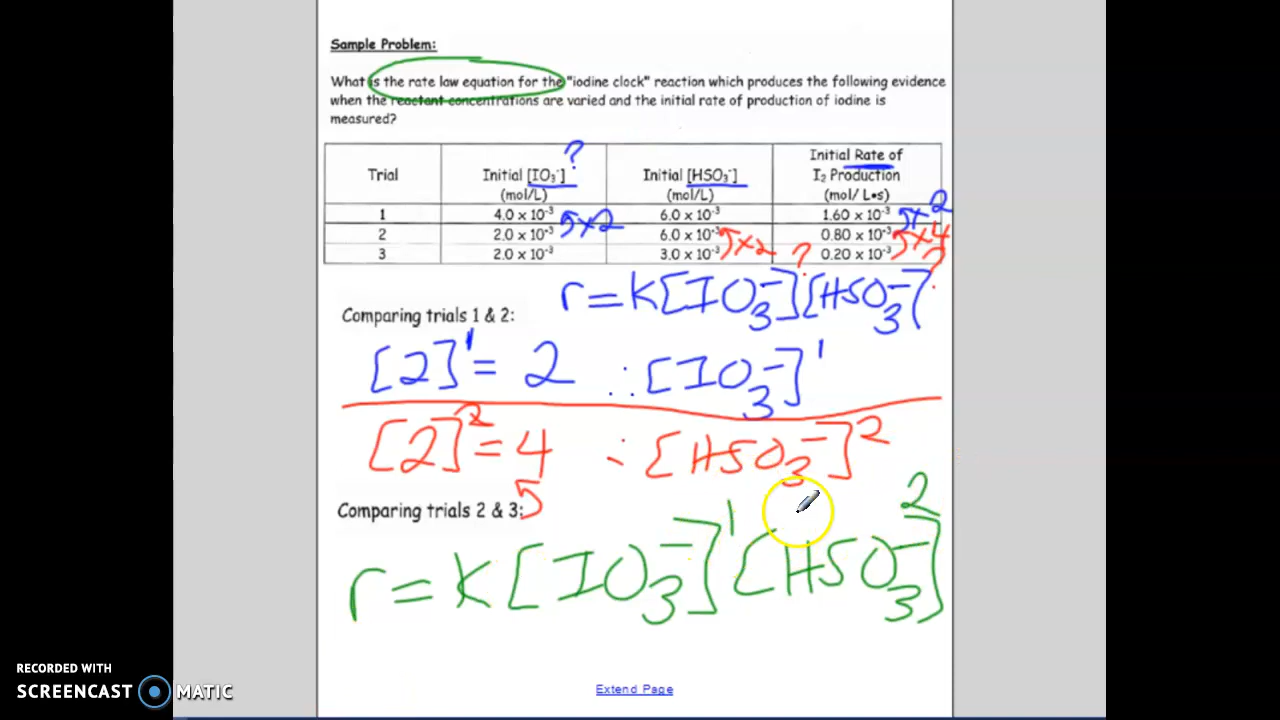 Sample Problem:
What is the rate law equation for the "iodine clock" reaction which produces the following evidence
when the reactant concentrations are varied and the initial rate of production of iodine is
measured?
Trial Initial [IO₃⁻] ? (mol/L) Initial [HSO₃⁻] (mol/L) Initial Rate of I₂ Production (mol/ L•s)
1 4.0 x 10⁻³ 6.0 x 10⁻³ 1.60 x 10⁻³ x2
2 2.0 x 10⁻³ x2 6.0 x 10⁻³ 0.80 x 10⁻³ x4
3 2.0 x 10⁻³ 3.0 x 10⁻³ x2 0.20 x 10⁻³
r = K[IO₃⁻]? [HSO₃⁻]?
Comparing trials 1 & 2:
[2]¹ = 2 ∴ [IO₃⁻]¹
[2]² = 4 ∴ [HSO₃⁻]²
Comparing trials 2 & 3:
r = K[IO₃⁻]¹ [HSO₃⁻]²
RECORDED WITH
SCREENCAST MATIC
Extend Page